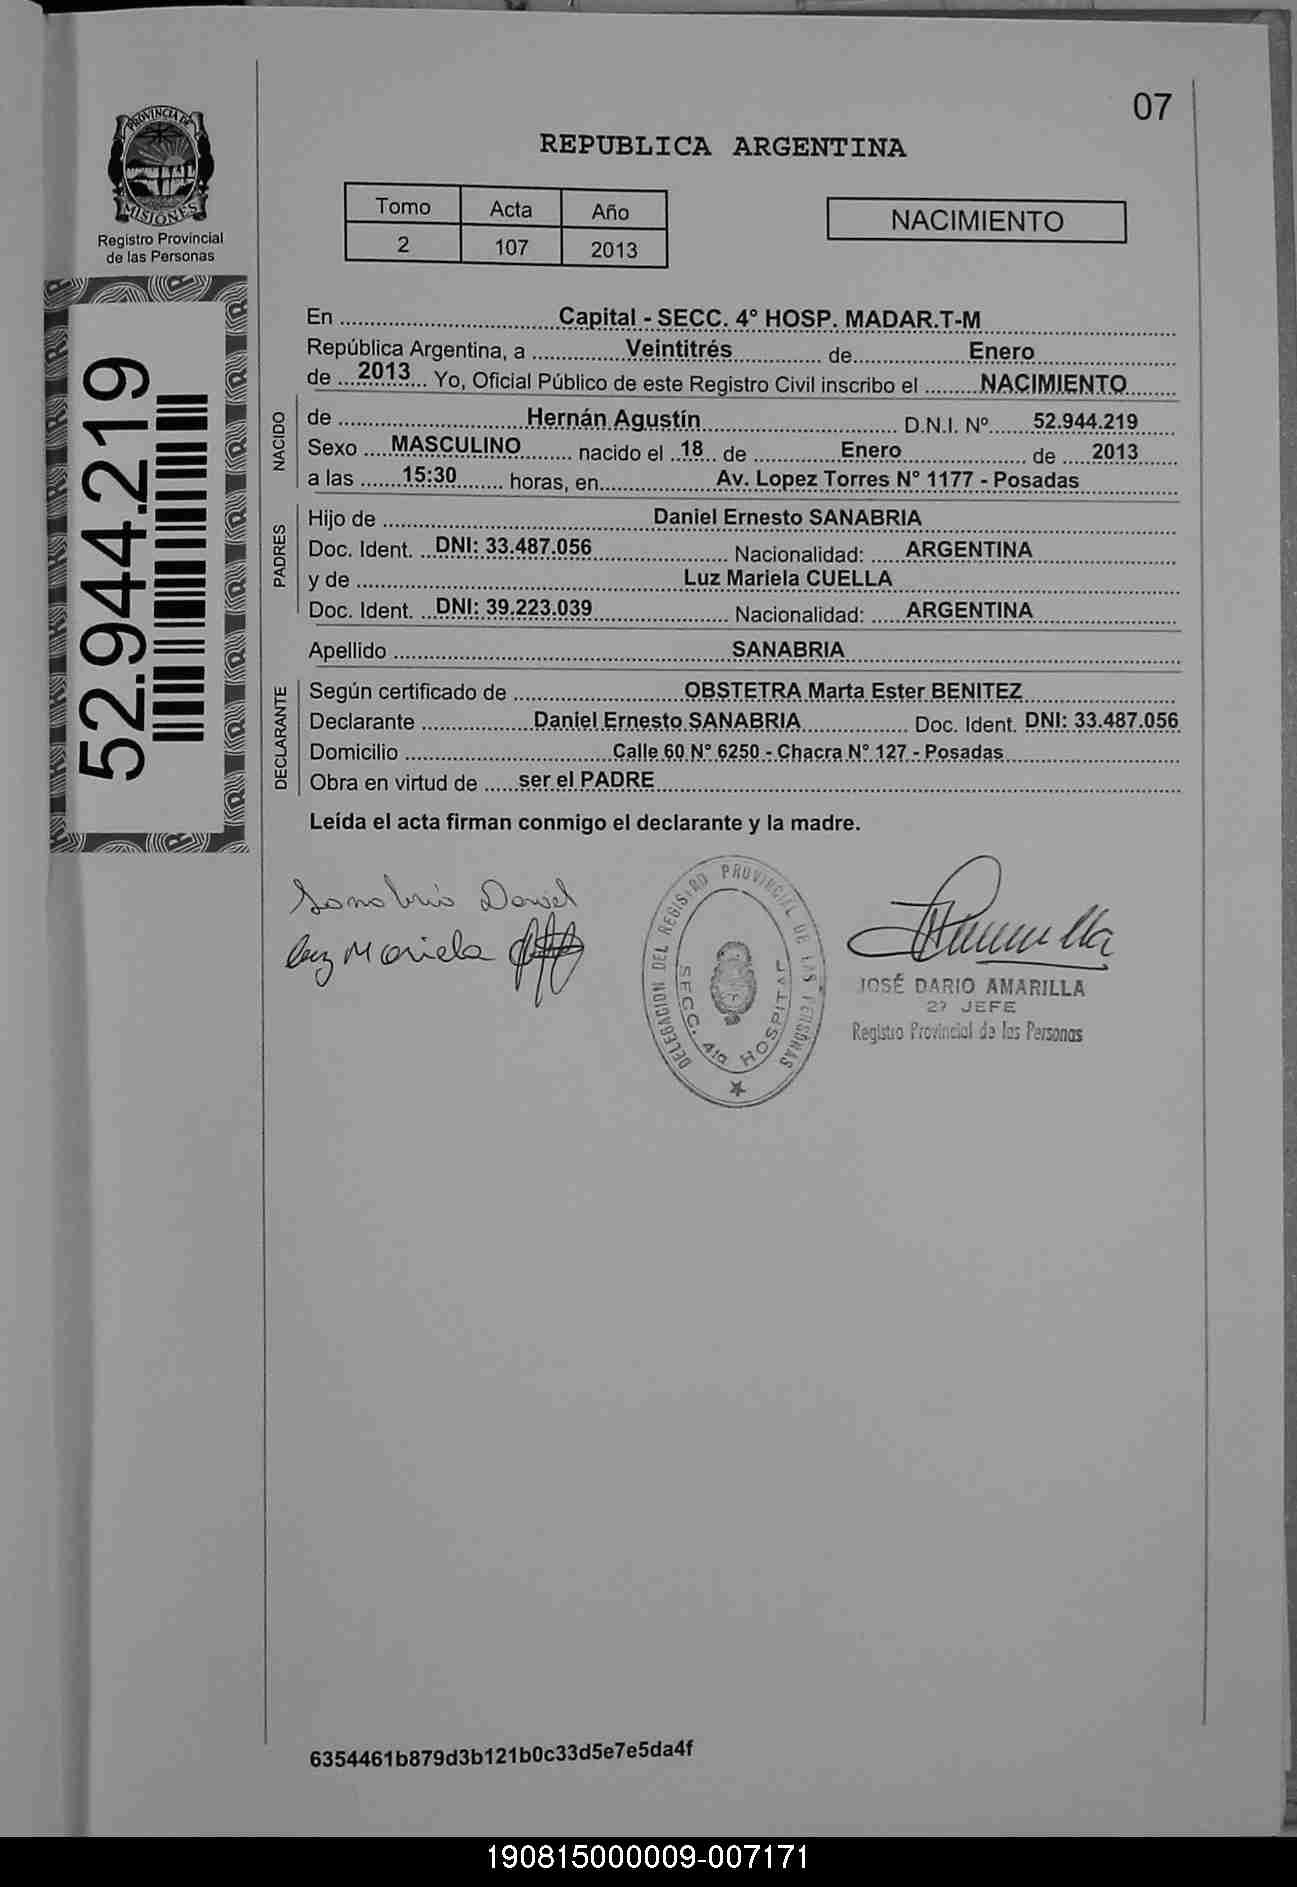 07
PROVINCIA DE
MISIONES
Registro Provincial
de las Personas
52.944.219
REPUBLICA ARGENTINA
Tomo Acta Año
2 107 2013
NACIMIENTO
En Capital - SECC. 4° HOSP. MADAR.T-M
República Argentina, a Veintitrés de Enero
de 2013 Yo, Oficial Público de este Registro Civil inscribo el NACIMIENTO
NACIDO
de Hernán Agustín D.N.I. Nº 52.944.219
Sexo MASCULINO nacido el 18 de Enero de 2013
a las 15:30 horas, en Av. Lopez Torres N° 1177 - Posadas
PADRES
Hijo de Daniel Ernesto SANABRIA
Doc. Ident. DNI: 33.487.056 Nacionalidad: ARGENTINA
y de Luz Mariela CUELLA
Doc. Ident. DNI: 39.223.039 Nacionalidad: ARGENTINA
Apellido SANABRIA
DECLARANTE
Según certificado de OBSTETRA Marta Ester BENITEZ
Declarante Daniel Ernesto SANABRIA Doc. Ident. DNI: 33.487.056
Domicilio Calle 60 N° 6250 - Chacra N° 127 - Posadas
Obra en virtud de ser el PADRE
Leída el acta firman conmigo el declarante y la madre.
Sanabria Daniel
Luz Mariela
DELEGACION DEL REGISTRO PROVINCIAL DE LAS PERSONAS
SECC. 4ta HOSPITAL
JOSÉ DARIO AMARILLA
2º JEFE
Registro Provincial de las Personas
6354461b879d3b121b0c33d5e7e5da4f
190815000009-007171